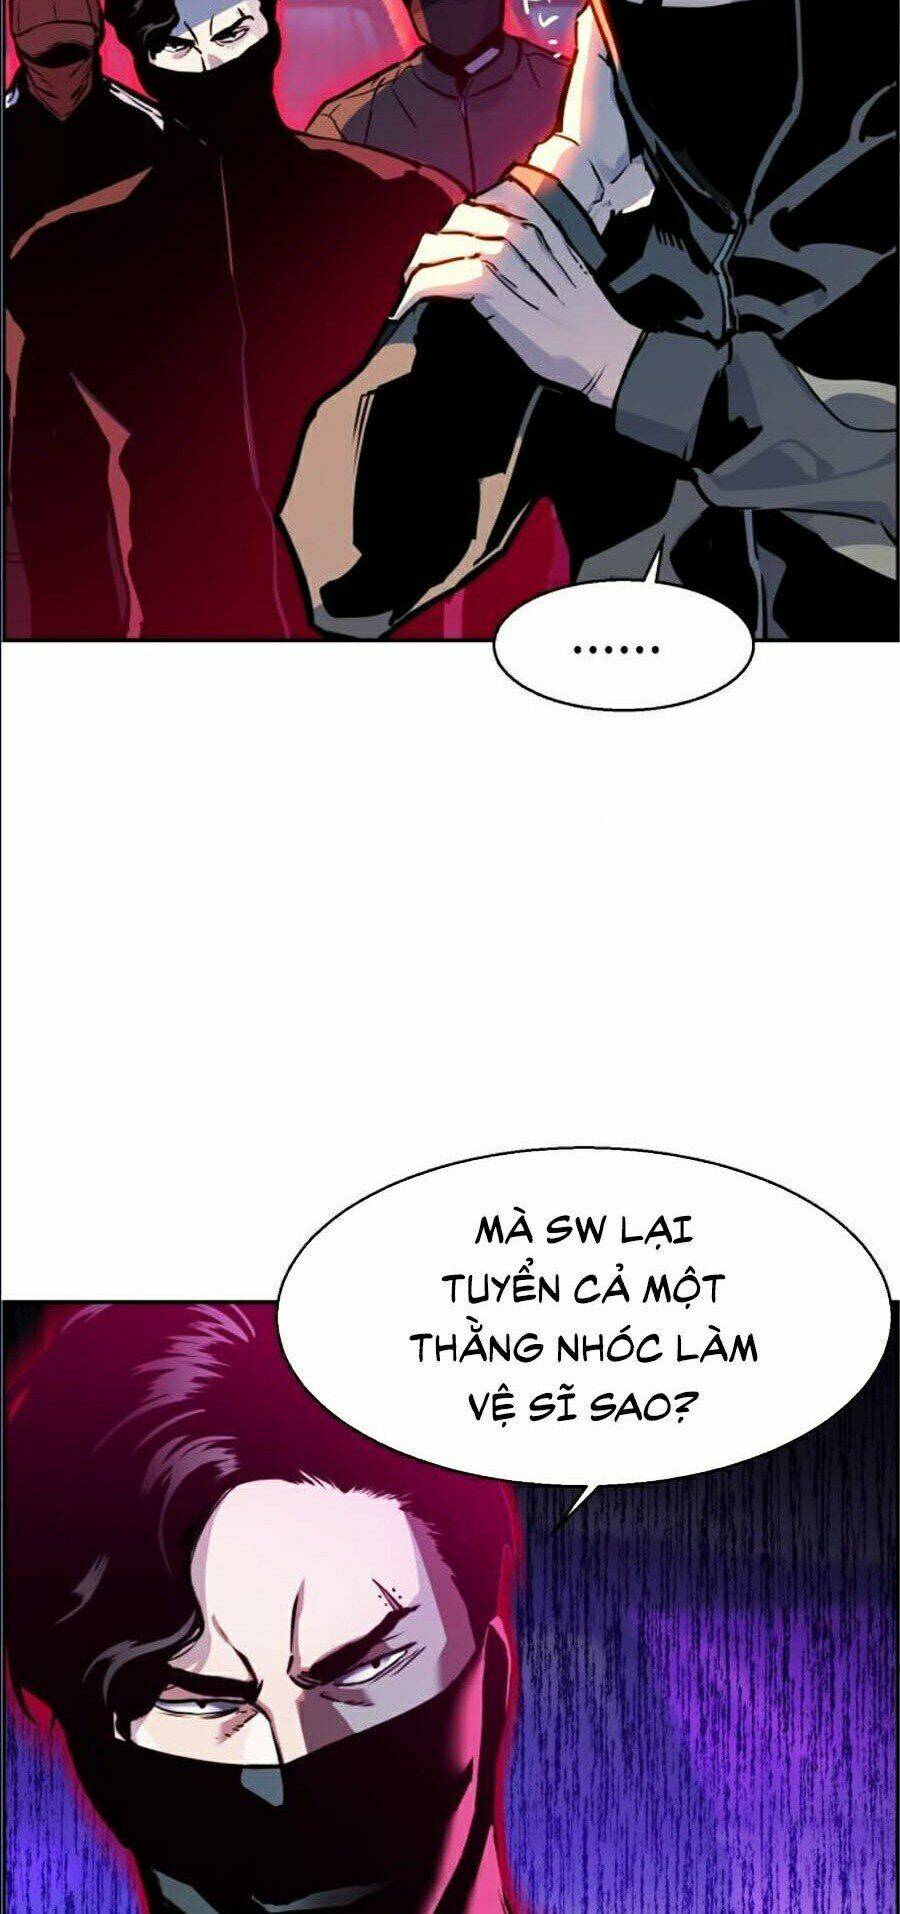 ......
MÀ SW LẠI
TUYỂN CẢ MỘT
THẰNG NHÓC LÀM
VỆ SĨ SAO?